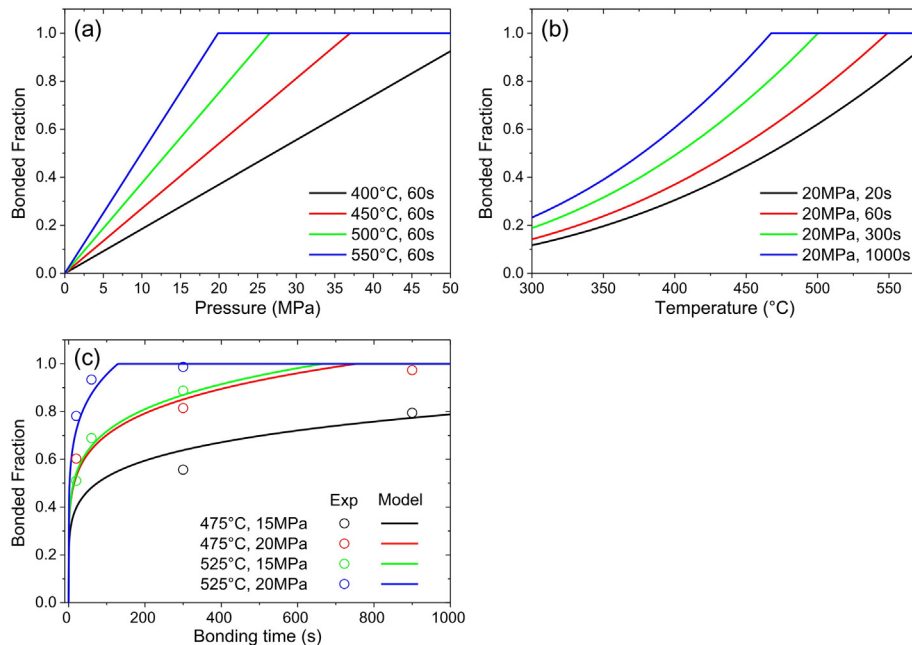 (a)
Bonded Fraction
1.0
0.8
0.6
0.4
0.2
0.0
400°C, 60s
450°C, 60s
500°C, 60s
550°C, 60s
0 5 10 15 20 25 30 35 40 45 50
Pressure (MPa)
(b)
Bonded Fraction
1.0
0.8
0.6
0.4
0.2
0.0
20MPa, 20s
20MPa, 60s
20MPa, 300s
20MPa, 1000s
300 350 400 450 500 550
Temperature (°C)
(c)
Bonded Fraction
1.0
0.8
0.6
0.4
0.2
0.0
Exp Model
475°C, 15MPa
475°C, 20MPa
525°C, 15MPa
525°C, 20MPa
0 200 400 600 800 1000
Bonding time (s)